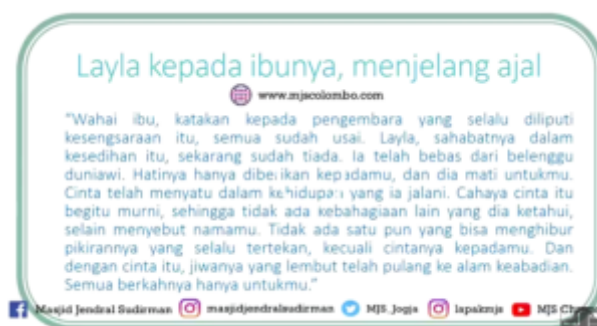 Layla kepada ibunya, menjelang ajal
www.mjscolombo.com
"Wahai ibu, katakan kepada pengembara yang selalu diliputi
kesengsaraan itu, semua sudah usai. Layla, sahabatnya dalam
kesedihan itu, sekarang sudah tiada. Ia telah bebas dari belenggu
duniawi. Hatinya hanya diberikan kepadamu, dan dia mati untukmu.
Cinta telah menyatu dalam kehidupan yang ia jalani. Cahaya cinta itu
begitu murni, sehingga tidak ada kebahagiaan lain yang dia ketahui,
selain menyebut namamu. Tidak ada satu pun yang bisa menghibur
pikirannya yang selalu tertekan, kecuali cintanya kepadamu. Dan
dengan cinta itu, jiwanya yang lembut telah pulang ke alam keabadian.
Semua berkahnya hanya untukmu."
Masjid Jendral Sudirman masjidjendralsudirman MJS_Jogja lapakmjs MJS